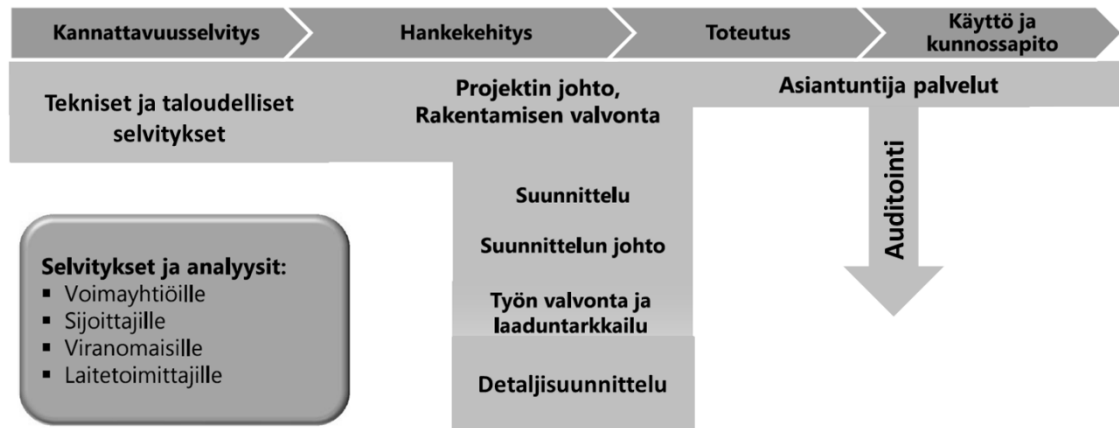 Kannattavuusselvitys
Hankekehitys
Toteutus
Käyttö ja
kunnossapito
Tekniset ja taloudelliset
selvitykset
Projektin johto,
Rakentamisen valvonta
Asiantuntija palvelut
Suunnittelu
Suunnittelun johto
Työn valvonta ja
laaduntarkkailu
Detaljisuunnittelu
Auditointi
Selvitykset ja analyysit:
▪ Voimayhtiöille
▪ Sijoittajille
▪ Viranomaisille
▪ Laitetoimittajille